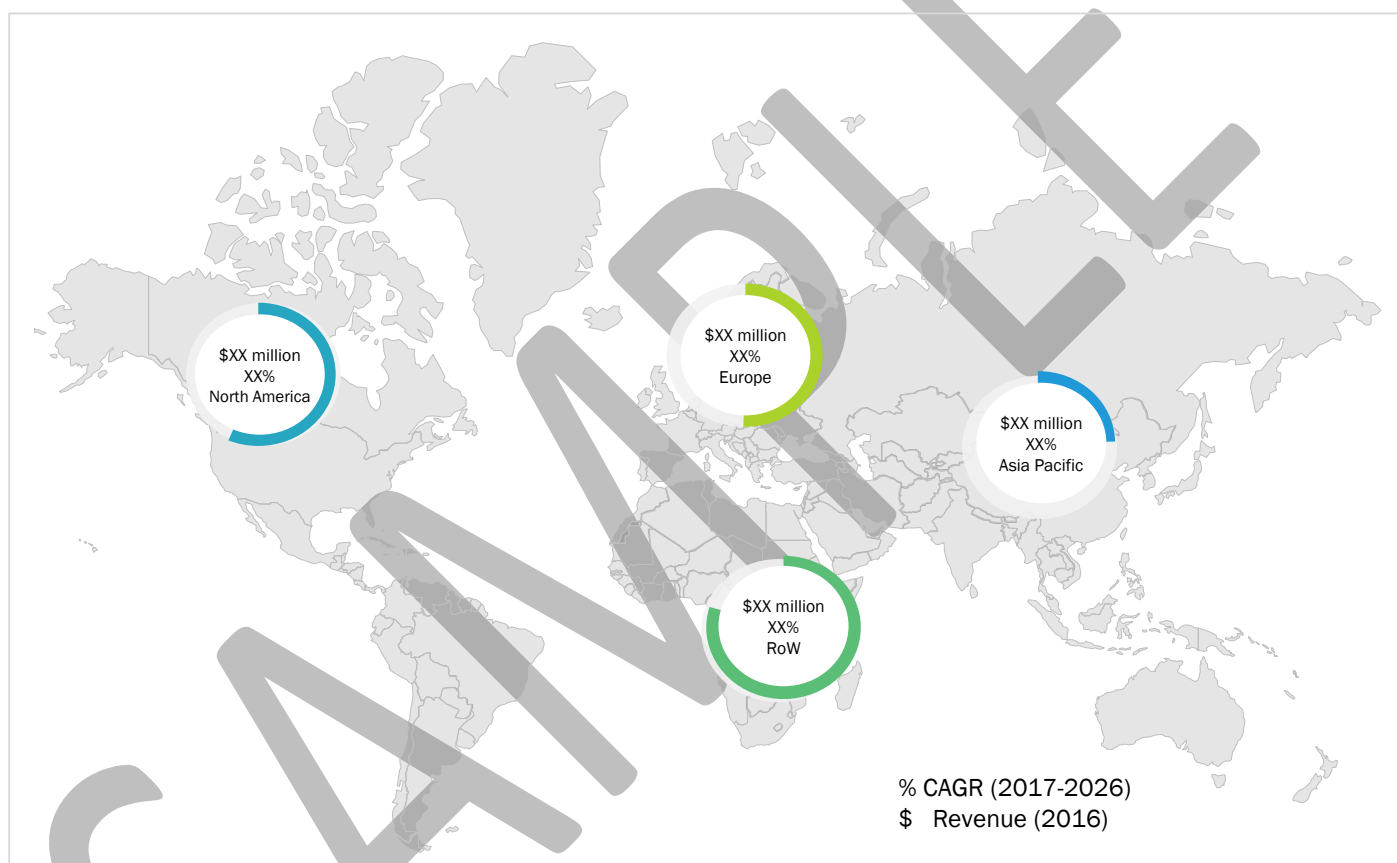 $XX million
XX%
North America
$XX million
XX%
Europe
$XX million
XX%
Asia Pacific
$XX million
XX%
RoW
% CAGR (2017-2026)
$ Revenue (2016)
SAMPLE